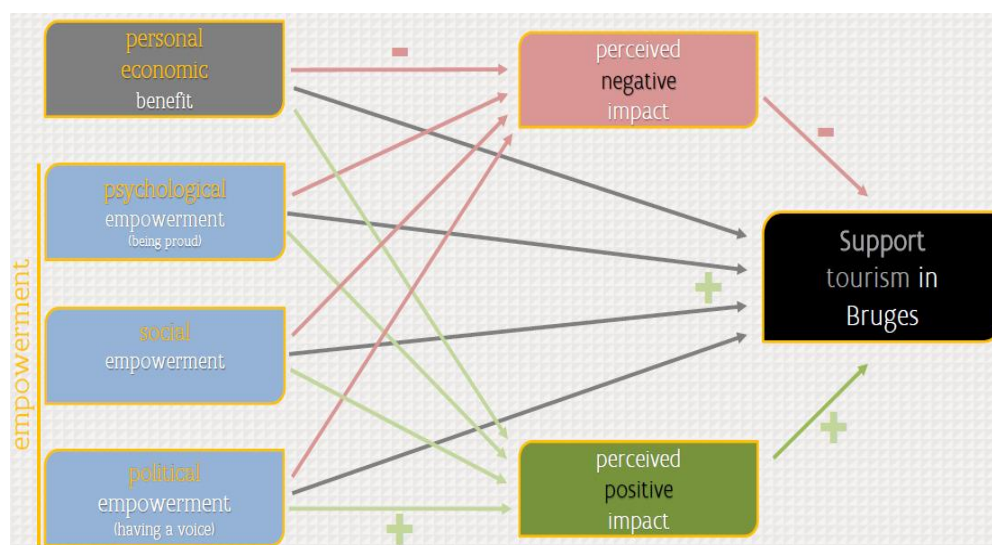 personal
economic
benefit
-
perceived
negative
impact
-
psychological
empowerment
(being proud)
empowerment
Support
tourism in
Bruges
+
social
empowerment
+
political
empowerment
(having a voice)
+
perceived
positive
impact